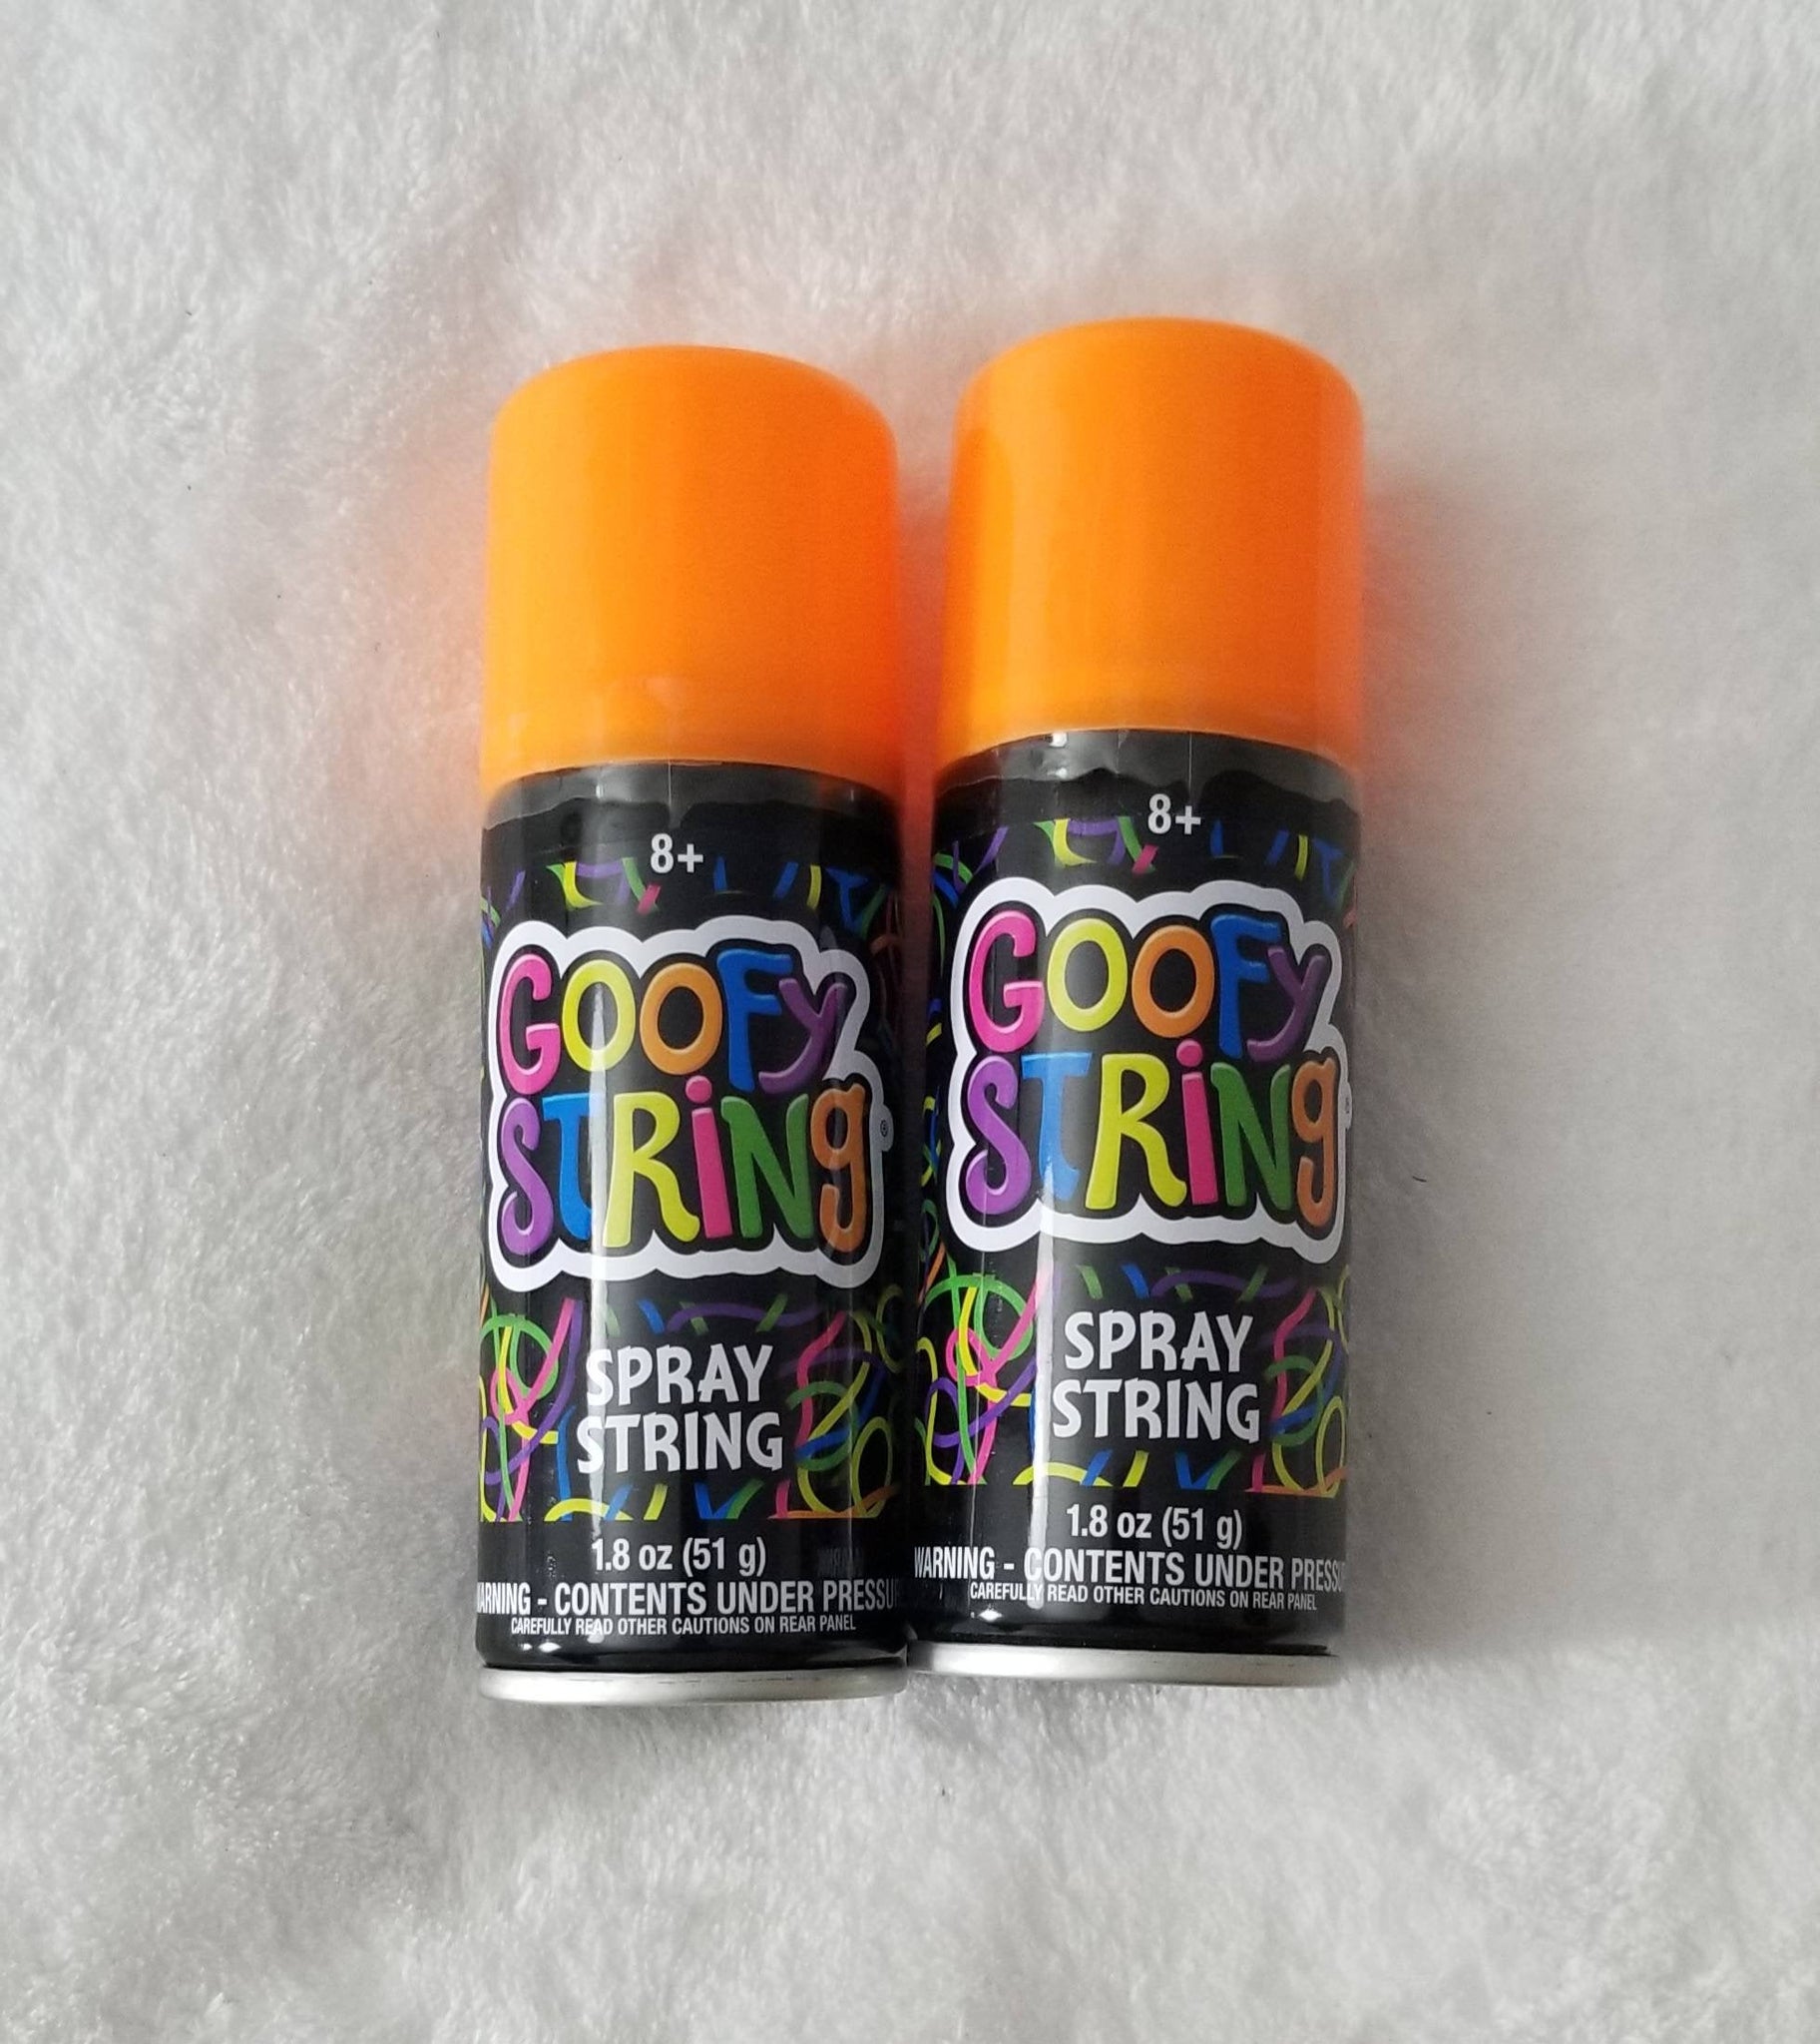 8+
GOOFY
STRiNg
SPRAY
STRING
1.8 oz (51 g)
WARNING - CONTENTS UNDER PRESSU
CAREFULLY READ OTHER CAUTIONS ON REAR PANEL
8+
GOOFY
STRiNg
SPRAY
STRING
1.8 oz (51 g)
WARNING - CONTENTS UNDER PRESSU
CAREFULLY READ OTHER CAUTIONS ON REAR PANEL